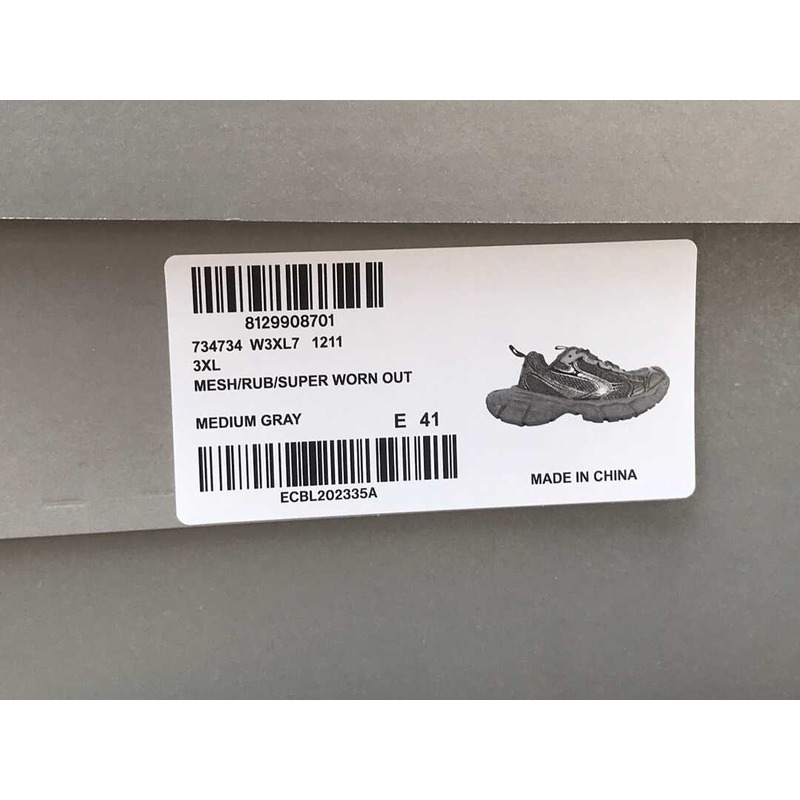 8129908701
734734 W3XL7 1211
3XL
MESH/RUB/SUPER WORN OUT
MEDIUM GRAY E 41
ECBL202335A
MADE IN CHINA